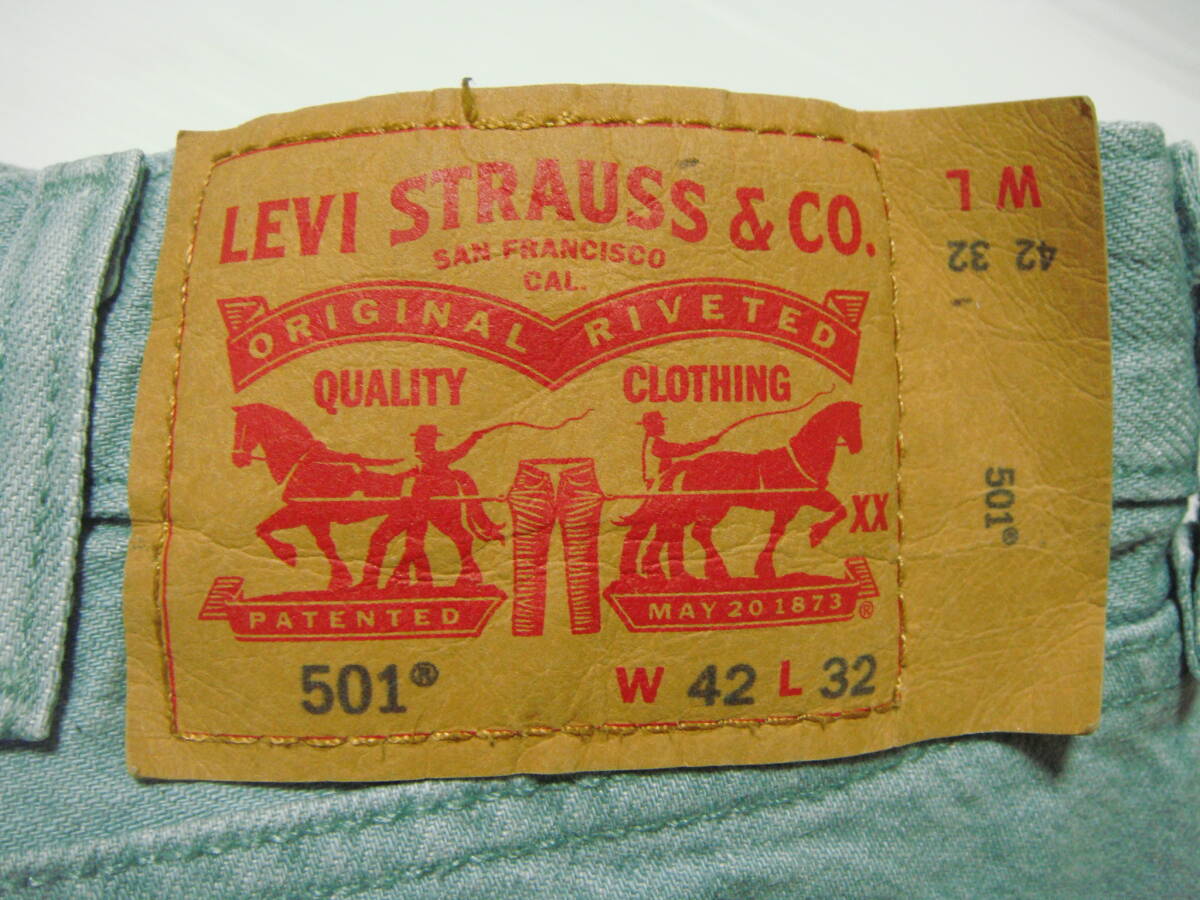 LEVI STRAUSS & CO.
SAN FRANCISCO
CAL.
ORIGINAL RIVETED
QUALITY CLOTHING
XX
PATENTED MAY 20 1873 ®
501® W 42 L 32
W L
42 32
501®